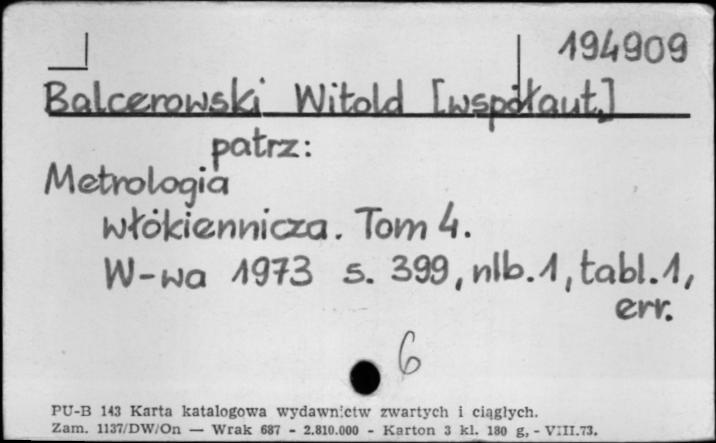 194909
Balcerowski Witold [współaut.]
patrz:
Metrologia
włókiennicza. Tom 4.
W-wa 1973 s. 399, nlb. 1, tabl. 1,
err.
6
PU-B 143 Karta katalogowa wydawnictw zwartych i ciągłych.
Zam. 1137/DW/On — Wrak 687 - 2.810.000 - Karton 3 kl. 180 g, - VIII.73.